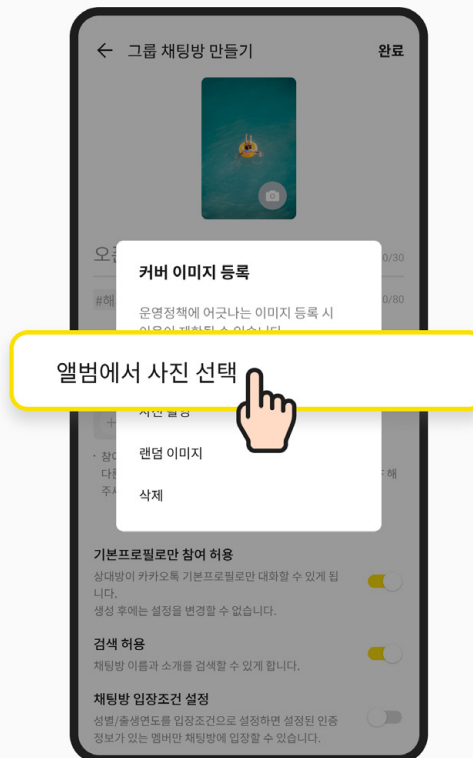 그룹 채팅방 만들기
완료
0/30
#해
0/80
커버 이미지 등록
운영정책에 어긋나는 이미지 등록 시
앨범에서 사진 선택
랜덤 이미지
삭제
기본프로필로만 참여 허용
상대방이 카카오톡 기본프로필로만 대화할 수 있게 됩
니다.
생성 후에는 설정을 변경할 수 없습니다.
검색 허용
채팅방 이름과 소개를 검색할 수 있게 합니다.
채팅방 입장조건 설정
성별/출생연도를 입장조건으로 설정하면 설정된 인증
정보가 있는 멤버만 채팅방에 입장할 수 있습니다.